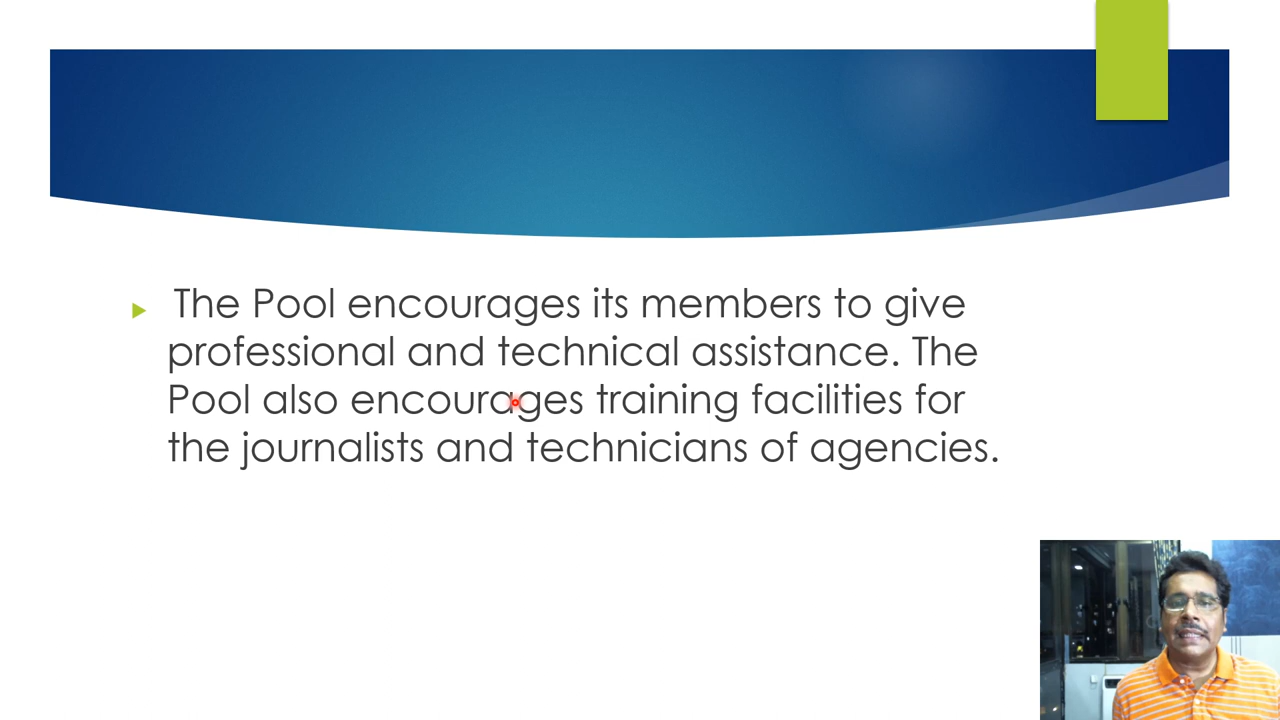 The Pool encourages its members to give
professional and technical assistance. The
Pool also encourages training facilities for
the journalists and technicians of agencies.